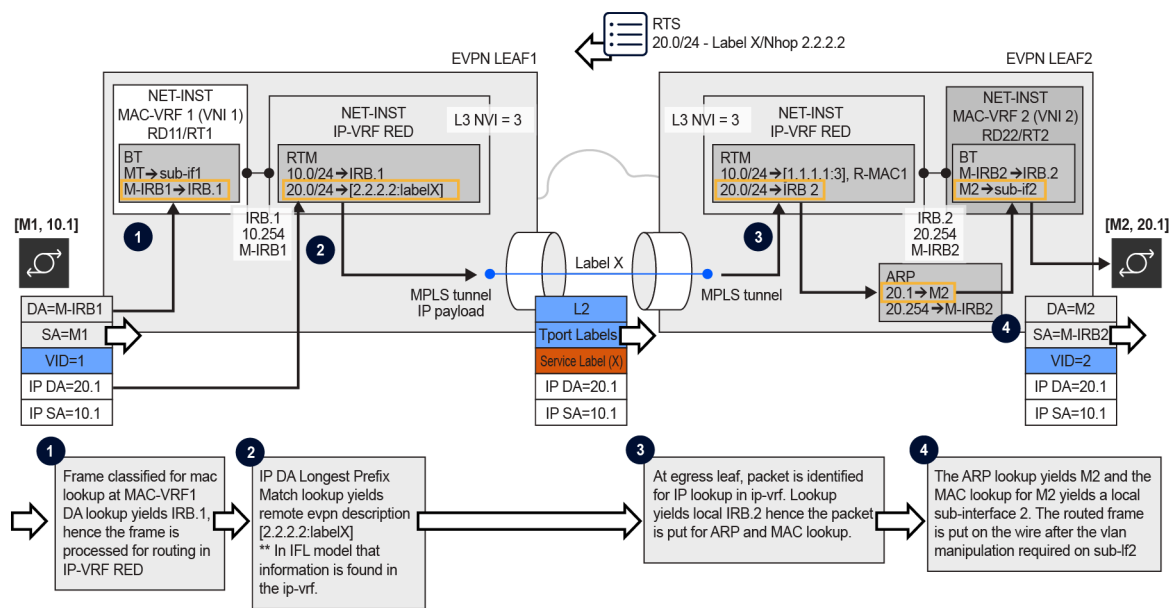 RT5
20.0/24 - Label X/Nhop 2.2.2.2
EVPN LEAF1
NET-INST
MAC-VRF 1 (VNI 1)
RD11/RT1
BT
MT→sub-if1
M-IRB1→IRB.1
NET-INST
IP-VRF RED
L3 NVI = 3
RTM
10.0/24→IRB.1
20.0/24→[2.2.2.2:labelX]
IRB.1
10.254
M-IRB1
1
2
[M1, 10.1]
DA=M-IRB1
SA=M1
VID=1
IP DA=20.1
IP SA=10.1
MPLS tunnel
IP payload
Label X
MPLS tunnel
L2
Tport Labels
Service Label (X)
IP DA=20.1
IP SA=10.1
EVPN LEAF2
L3 NVI = 3
NET-INST
IP-VRF RED
RTM
10.0/24→[1.1.1.1:3], R-MAC1
20.0/24→IRB 2
NET-INST
MAC-VRF 2 (VNI 2)
RD22/RT2
BT
M-IRB2→IRB.2
M2→sub-if2
IRB.2
20.254
M-IRB2
3
ARP
20.1→M2
20.254→M-IRB2
4
[M2, 20.1]
DA=M2
SA=M-IRB2
VID=2
IP DA=20.1
IP SA=10.1
1
Frame classified for mac
lookup at MAC-VRF1
DA lookup yields IRB.1,
hence the frame is
processed for routing in
IP-VRF RED
2
IP DA Longest Prefix
Match lookup yields
remote evpn description
[2.2.2.2:labelX]
** In IFL model that
information is found in
the ip-vrf.
3
At egress leaf, packet is identified
for IP lookup in ip-vrf. Lookup
yields local IRB.2 hence the packet
is put for ARP and MAC lookup.
4
The ARP lookup yields M2 and the
MAC lookup for M2 yields a local
sub-interface 2. The routed frame
is put on the wire after the vlan
manipulation required on sub-If2